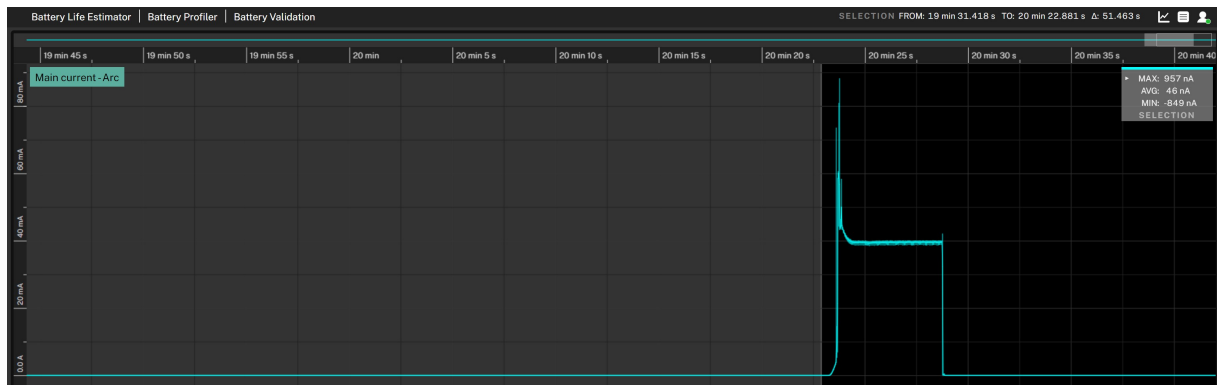 Battery Life Estimator | Battery Profiler | Battery Validation
SELECTION FROM: 19 min 31.418 s TO: 20 min 22.881 s Δ: 51.463 s
19 min 45 s 19 min 50 s 19 min 55 s 20 min 20 min 5 s 20 min 10 s 20 min 15 s 20 min 20 s 20 min 25 s 20 min 30 s 20 min 35 s 20 min 40
Main current - Arc
MAX: 957 nA
AVG: 46 nA
MIN: -849 nA
SELECTION
80 mA
60 mA
40 mA
20 mA
0.0 A